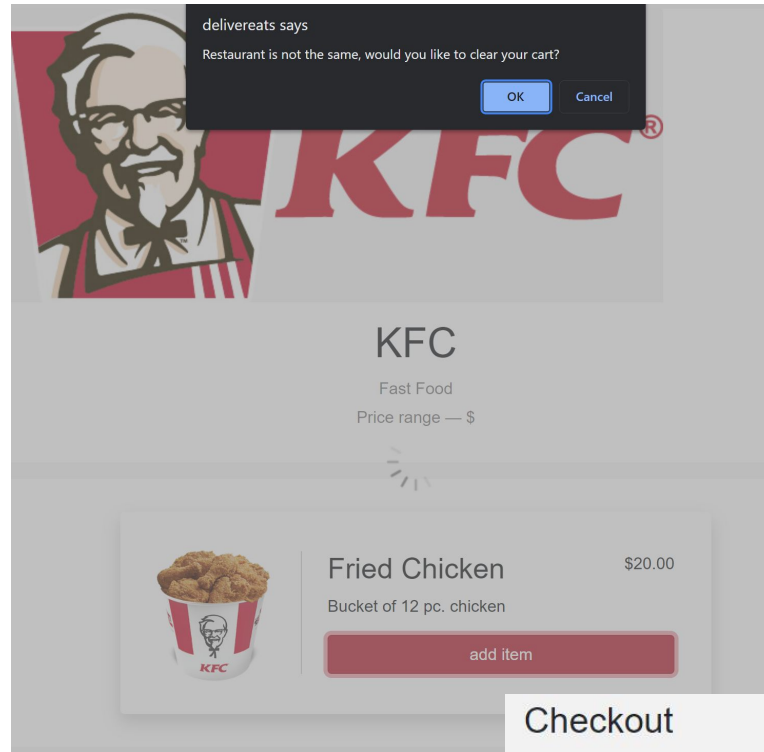 delivereats says
Restaurant is not the same, would you like to clear your cart?
OK Cancel
KFC®
KFC
Fast Food
Price range — $
Fried Chicken $20.00
Bucket of 12 pc. chicken
KFC
add item
Checkout